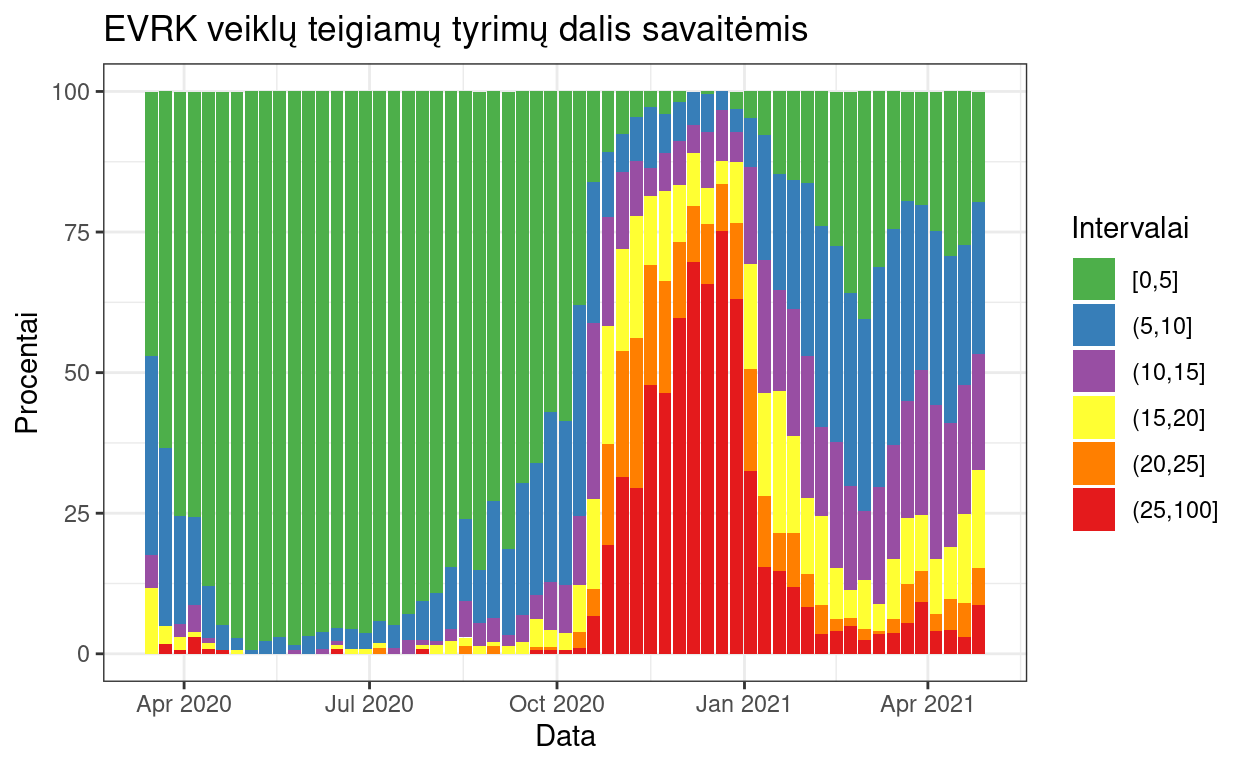 EVRK veiklų teigiamų tyrimų dalis savaitėmis
Procentai
100
75
50
25
0
Apr 2020
Jul 2020
Oct 2020
Jan 2021
Apr 2021
Data
Intervalai
[0,5]
(5,10]
(10,15]
(15,20]
(20,25]
(25,100]